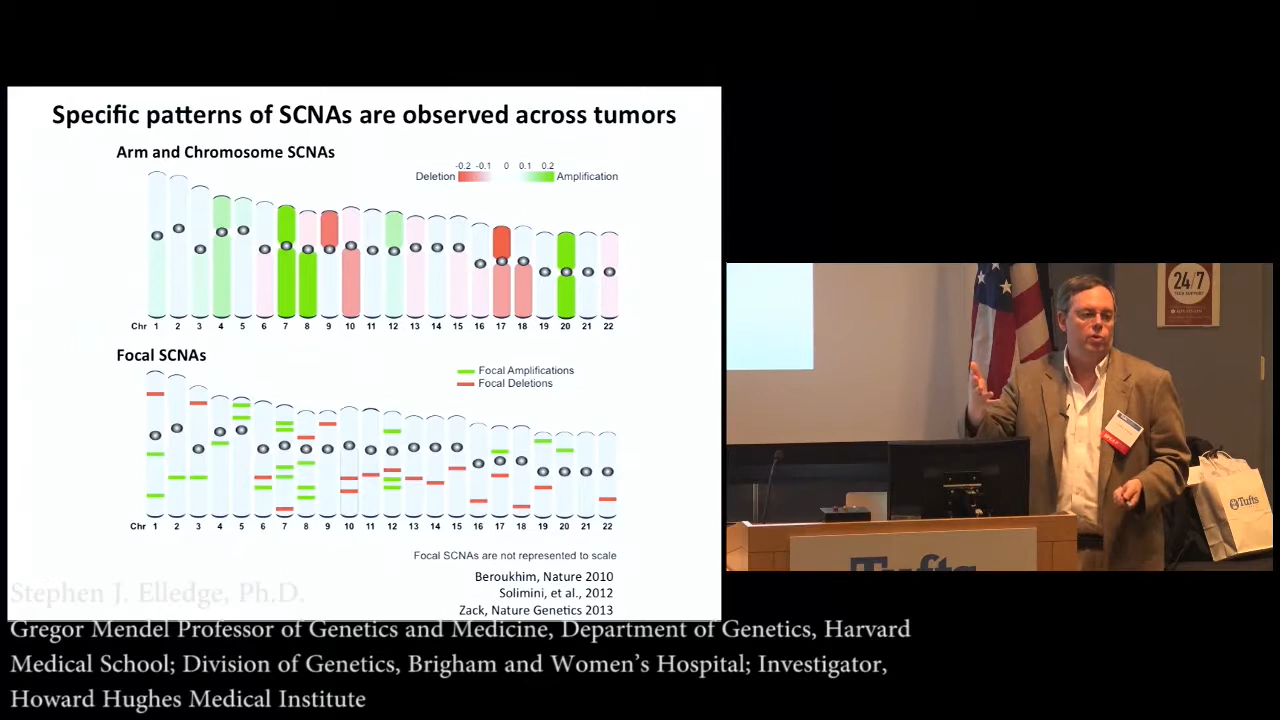 Specific patterns of SCNAs are observed across tumors
Arm and Chromosome SCNAs
-0.2 -0.1 0 0.1 0.2
Deletion Amplification
Chr 1 2 3 4 5 6 7 8 9 10 11 12 13 14 15 16 17 18 19 20 21 22
Focal SCNAs
Focal Amplifications
Focal Deletions
Chr 1 2 3 4 5 6 7 8 9 10 11 12 13 14 15 16 17 18 19 20 21 22
Focal SCNAs are not represented to scale
Beroukhim, Nature 2010
Solimini, et al., 2012
Zack, Nature Genetics 2013
24/7
TECH SUPPORT
Tufts
Tufts
Stephen J. Elledge, Ph.D.
Gregor Mendel Professor of Genetics and Medicine, Department of Genetics, Harvard
Medical School; Division of Genetics, Brigham and Women's Hospital; Investigator,
Howard Hughes Medical Institute